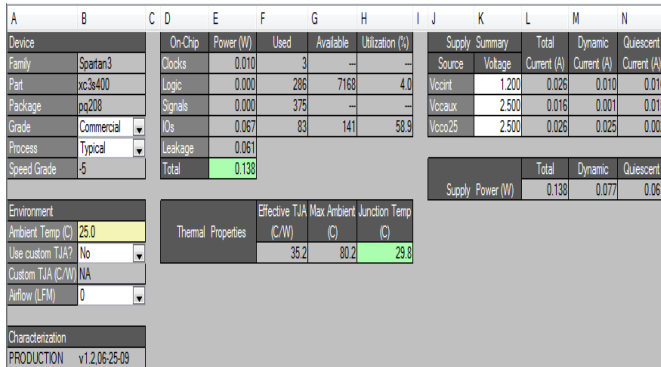 A B C D E F G H I J K L M N
Device On-Chip Power (W) Used Available Utilization (%) Supply Summary Total Dynamic Quiescent
Family Spartan3 Clocks 0.010 3 --- --- Source Voltage Current (A) Current (A) Current (A)
Part xc3s400 Logic 0.000 286 7168 4.0 Vccint 1.200 0.026 0.010
Package pq208 Signals 0.000 375 --- --- Vccaux 2.500 0.016 0.001
Grade Commercial IOs 0.067 83 141 58.9 Vcco25 2.500 0.026 0.025
Process Typical Leakage 0.061
Speed Grade -5 Total 0.138 Total Dynamic Quiescent
Supply Power (W) 0.138 0.077 0.06
Environment Effective TJA Max Ambient Junction Temp
Ambient Temp (C) 25.0 Thermal Properties (C/W) (C) (C)
Use custom TJA? No 35.2 80.2 29.8
Custom TJA (C/W) NA
Airflow (LFM) 0
Characterization
PRODUCTION v1.2,06-25-09